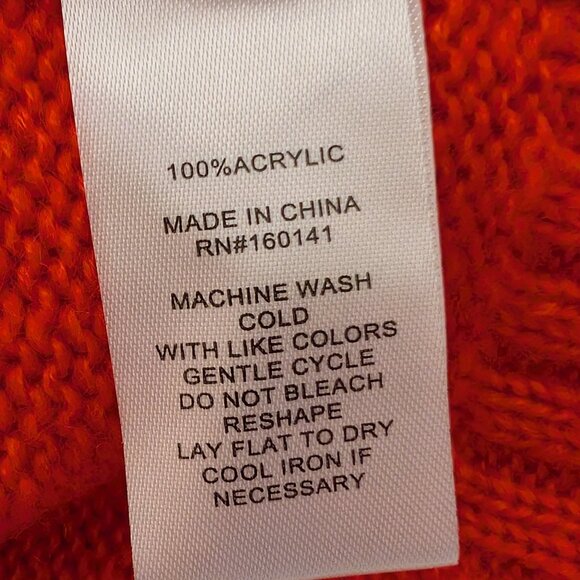 100%ACRYLIC
MADE IN CHINA
RN#160141
MACHINE WASH
COLD
WITH LIKE COLORS
GENTLE CYCLE
DO NOT BLEACH
RESHAPE
LAY FLAT TO DRY
COOL IRON IF
NECESSARY